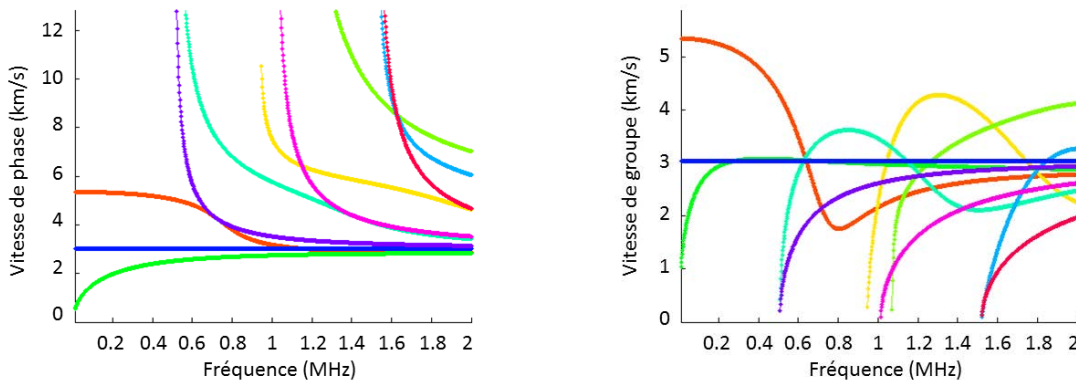 Vitesse de phase (km/s)
12
10
8
6
4
2
0
0.2 0.4 0.6 0.8 1 1.2 1.4 1.6 1.8 2
Fréquence (MHz)
Vitesse de groupe (km/s)
5
4
3
2
1
0
0.2 0.4 0.6 0.8 1 1.2 1.4 1.6 1.8 2
Fréquence (MHz)